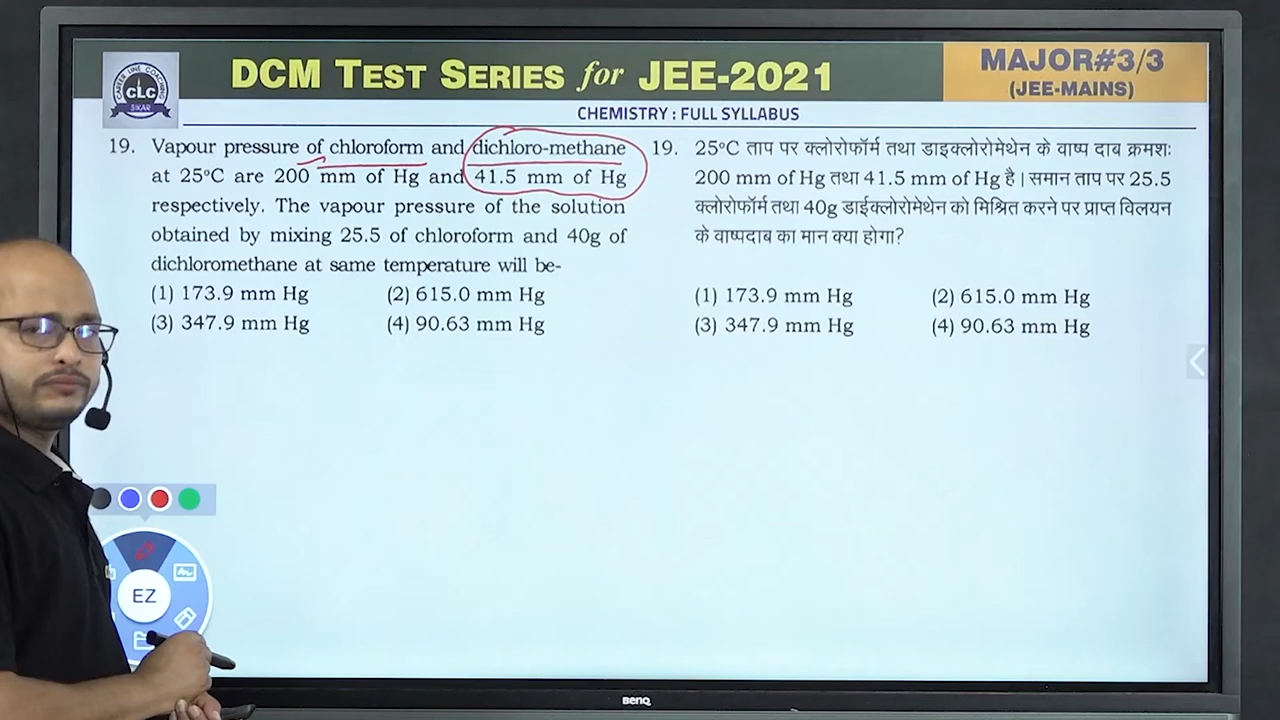 CAREER LINE COACHING
CLC
SIKAR
DCM TEST SERIES for JEE-2021
MAJOR#3/3
(JEE-MAINS)
CHEMISTRY : FULL SYLLABUS
19. Vapour pressure of chloroform and dichloro-methane
at 25°C are 200 mm of Hg and 41.5 mm of Hg
respectively. The vapour pressure of the solution
obtained by mixing 25.5 of chloroform and 40g of
dichloromethane at same temperature will be-
(1) 173.9 mm Hg (2) 615.0 mm Hg
(3) 347.9 mm Hg (4) 90.63 mm Hg
19. 25°C ताप पर क्लोरोफॉर्म तथा डाइक्लोरोमेथेन के वाष्प दाब क्रमशः
200 mm of Hg तथा 41.5 mm of Hg है। समान ताप पर 25.5
क्लोरोफॉर्म तथा 40g डाईक्लोरोमेथेन को मिश्रित करने पर प्राप्त विलयन
के वाष्पदाब का मान क्या होगा?
(1) 173.9 mm Hg (2) 615.0 mm Hg
(3) 347.9 mm Hg (4) 90.63 mm Hg
EZ
BENQ